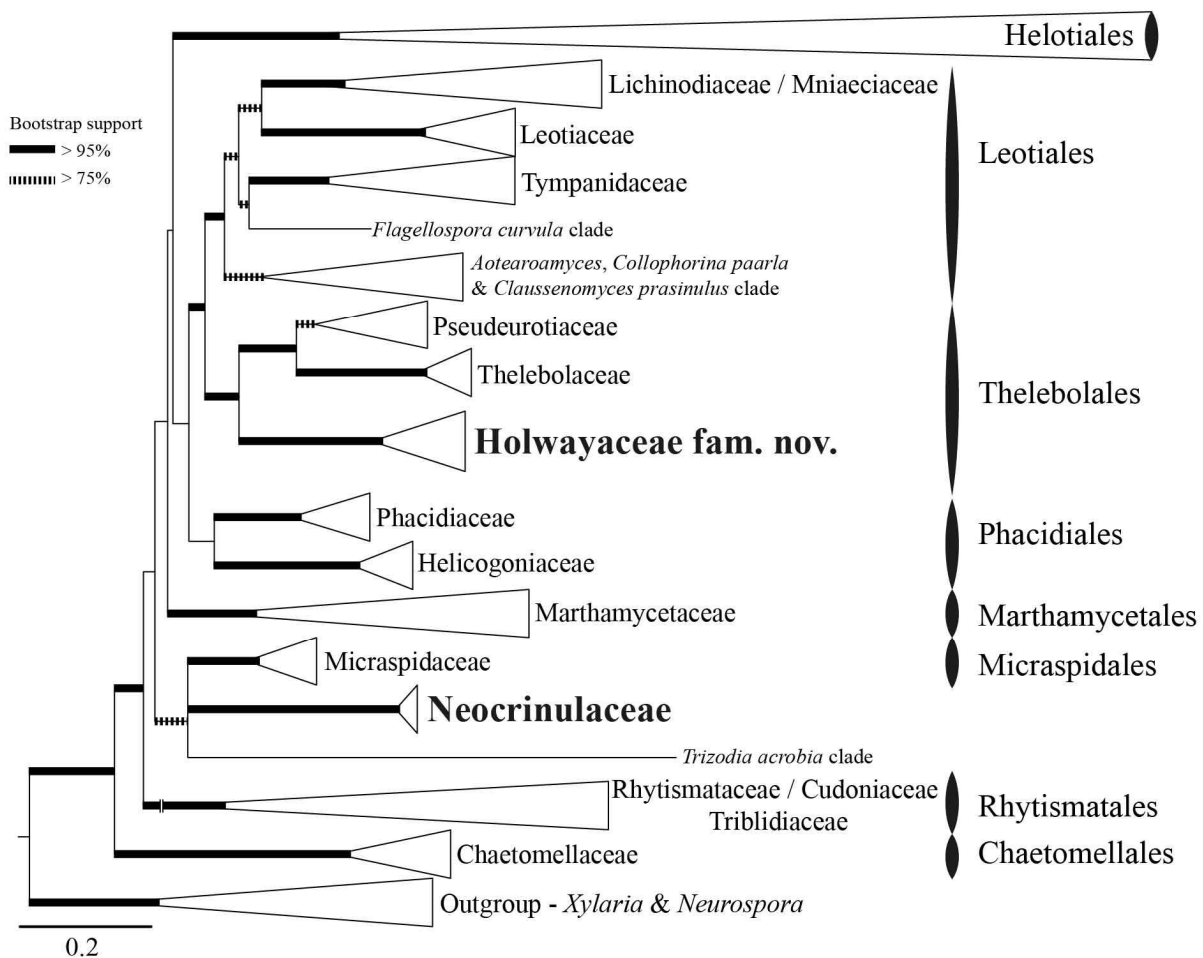 Helotiales
Lichinodiaceae / Mniaeciaceae
Bootstrap support
> 95%
> 75%
Leotiaceae
Leotiales
Tympanidaceae
Flagellospora curvula clade
Aotearoamyces, Collophorina paarla
& Claussenomyces prasinulus clade
Pseudeurotiaceae
Thelebolaceae
Thelebolales
Holwayaceae fam. nov.
Phacidiaceae
Phacidiales
Helicogoniaceae
Marthamycetaceae
Marthamycetales
Micraspidaceae
Micraspidales
Neocrinulaceae
Trizodia acrobia clade
Rhytismataceae / Cudoniaceae
Triblidiaceae
Rhytismatales
Chaetomellaceae
Chaetomellales
Outgroup - Xylaria & Neurospora
0.2